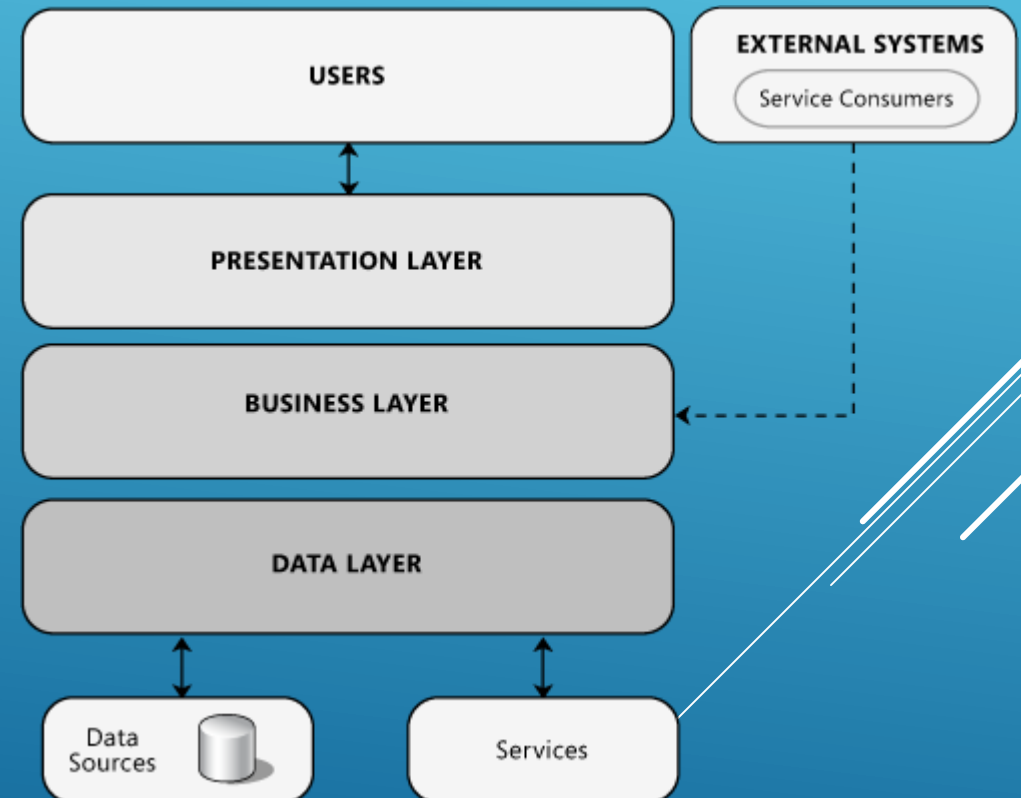 USERS
EXTERNAL SYSTEMS
Service Consumers
PRESENTATION LAYER
BUSINESS LAYER
DATA LAYER
Data
Sources
Services